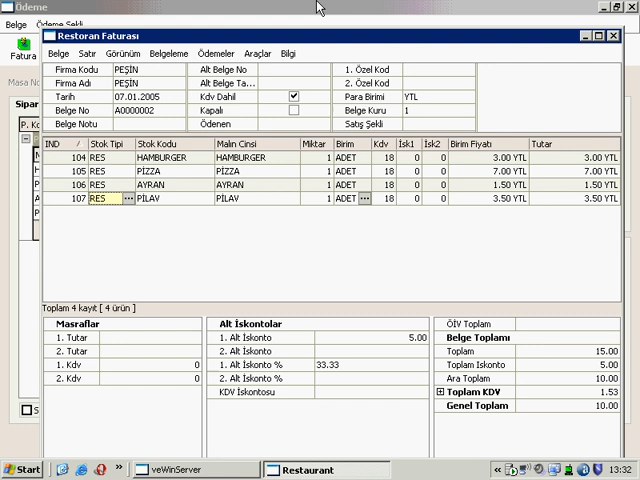 Ödeme
Belge Ödeme Şekli
Fatura
Masa No
Sipar
P. Ko
Restoran Faturası
Belge Satır Görünüm Belgeleme Ödemeler Araçlar Bilgi
Firma Kodu PEŞİN Alt Belge No 1. Özel Kod
Firma Adı PEŞİN Alt Belge Ta... 2. Özel Kod
Tarih 07.01.2005 Kdv Dahil Para Birimi YTL
Belge No A0000002 Kapalı Belge Kuru 1
Belge Notu Ödenen Satış Şekli
IND Stok Tipi Stok Kodu Malın Cinsi Miktar Birim Kdv İsk1 İsk2 Birim Fiyatı Tutar
104 RES HAMBURGER HAMBURGER 1 ADET 18 0 0 3.00 YTL 3.00 YTL
105 RES PİZZA PİZZA 1 ADET 18 0 0 7.00 YTL 7.00 YTL
106 RES AYRAN AYRAN 1 ADET 18 0 0 1.50 YTL 1.50 YTL
107 RES ... PİLAV PİLAV 1 ADET ... 18 0 0 3.50 YTL 3.50 YTL
Toplam 4 kayıt [ 4 ürün ]
Masraflar
1. Tutar
2. Tutar
1. Kdv 0
2. Kdv 0
Alt İskontolar
1. Alt İskonto 5.00
2. Alt İskonto
1. Alt İskonto % 33.33
2. Alt İskonto %
KDV İskontosu
ÖİV Toplam
Belge Toplamı
Toplam 15.00
Toplam Iskonto 5.00
Ara Toplam 10.00
Toplam KDV 1.53
Genel Toplam 10.00
Start veWinServer Restaurant 13:32